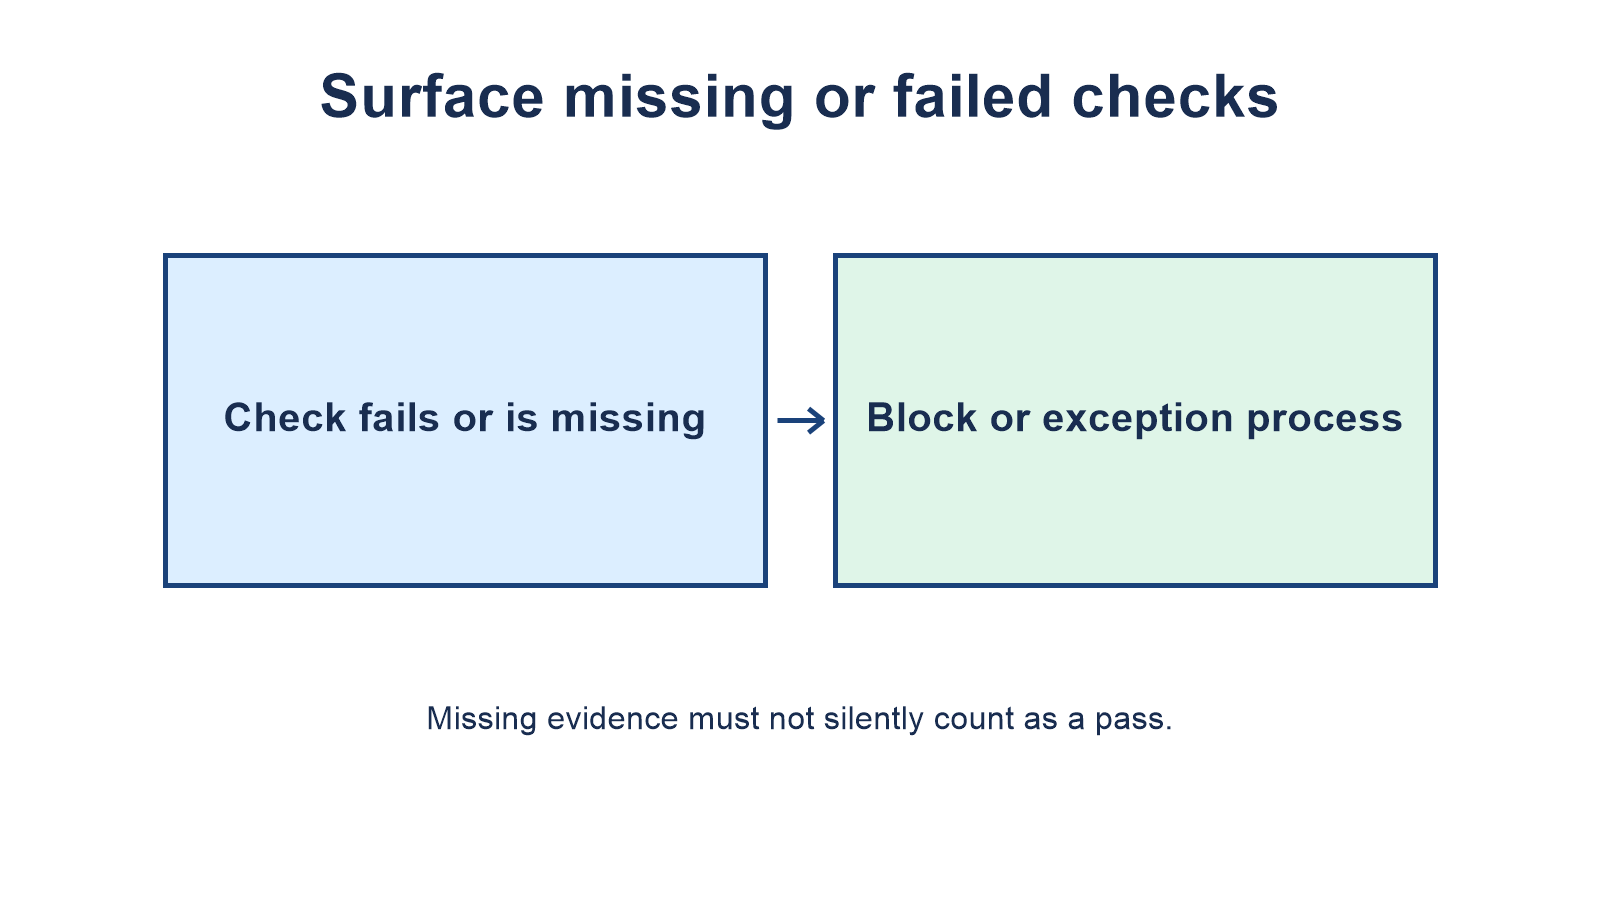 Surface missing or failed checks
Check fails or is missing
Block or exception process
Missing evidence must not silently count as a pass.